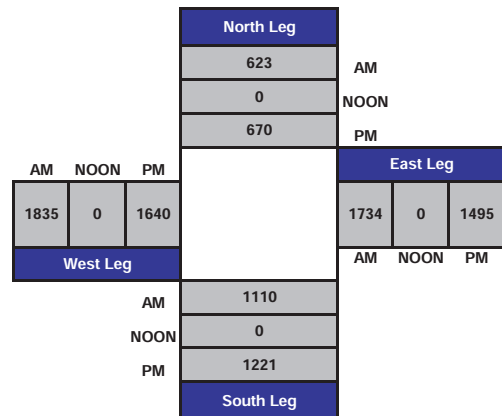 North Leg
623
AM
0
NOON
670
PM
East Leg
AM NOON PM
1835 0 1640
1734 0 1495
West Leg
AM NOON PM
AM
1110
NOON
0
PM
1221
South Leg